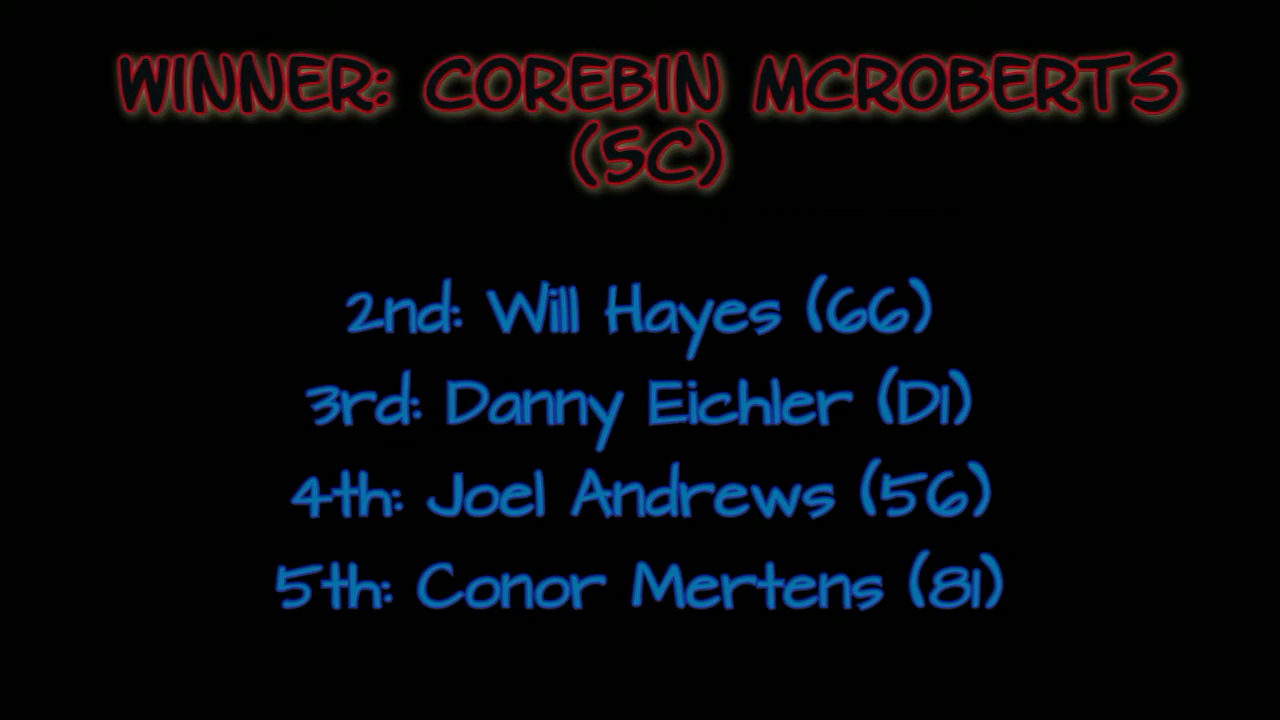 WINNER: COREBIN MCROBERTS
(5C)
2nd: Will Hayes (66)
3rd: Danny Eichler (D1)
4th: Joel Andrews (56)
5th: Conor Mertens (81)